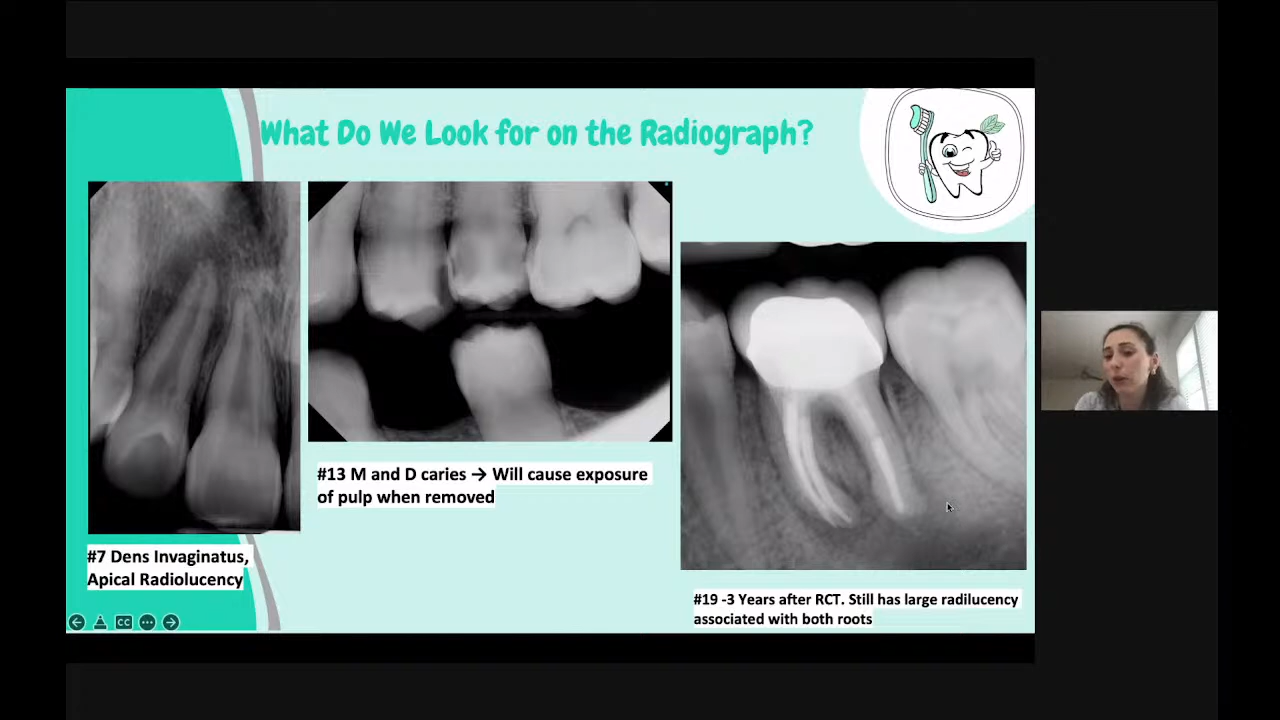 What Do We Look for on the Radiograph?
#13 M and D caries → Will cause exposure
of pulp when removed
#7 Dens Invaginatus,
Apical Radiolucency
#19 -3 Years after RCT. Still has large radilucency
associated with both roots
CC